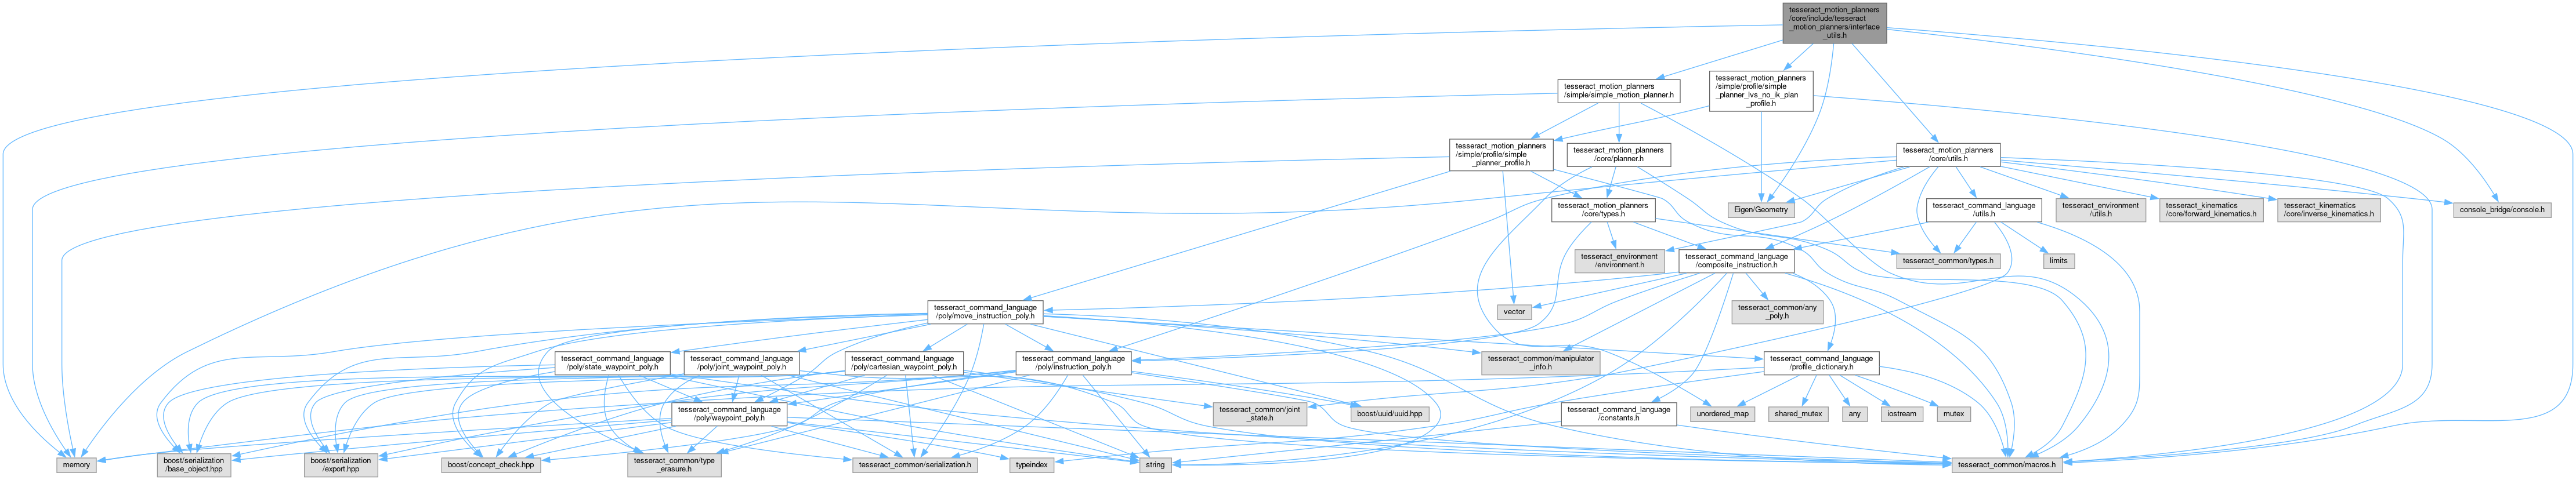 tesseract_motion_planners
/core/include/tesseract
_motion_planners/interface
_utils.h
tesseract_motion_planners
/simple/simple_motion_planner.h
tesseract_motion_planners
/simple/profile/simple
_planner_lvs_no_ik_plan
_profile.h
tesseract_motion_planners
/simple/profile/simple
_planner_profile.h
tesseract_motion_planners
/core/planner.h
tesseract_motion_planners
/core/utils.h
tesseract_motion_planners
/core/types.h
Eigen/Geometry
tesseract_command_language
/utils.h
tesseract_environment
/utils.h
tesseract_kinematics
/core/forward_kinematics.h
tesseract_kinematics
/core/inverse_kinematics.h
console_bridge/console.h
tesseract_environment
/environment.h
tesseract_command_language
/composite_instruction.h
tesseract_common/types.h
limits
tesseract_command_language
/poly/move_instruction_poly.h
vector
tesseract_common/any
_poly.h
tesseract_command_language
/poly/state_waypoint_poly.h
tesseract_command_language
/poly/joint_waypoint_poly.h
tesseract_command_language
/poly/cartesian_waypoint_poly.h
tesseract_command_language
/poly/instruction_poly.h
tesseract_common/manipulator
_info.h
tesseract_command_language
/profile_dictionary.h
tesseract_command_language
/poly/waypoint_poly.h
tesseract_common/joint
_state.h
boost/uuid/uuid.hpp
tesseract_command_language
/constants.h
unordered_map
shared_mutex
any
iostream
mutex
memory
boost/serialization
/base_object.hpp
boost/serialization
/export.hpp
boost/concept_check.hpp
tesseract_common/type
_erasure.h
tesseract_common/serialization.h
typeindex
string
tesseract_common/macros.h